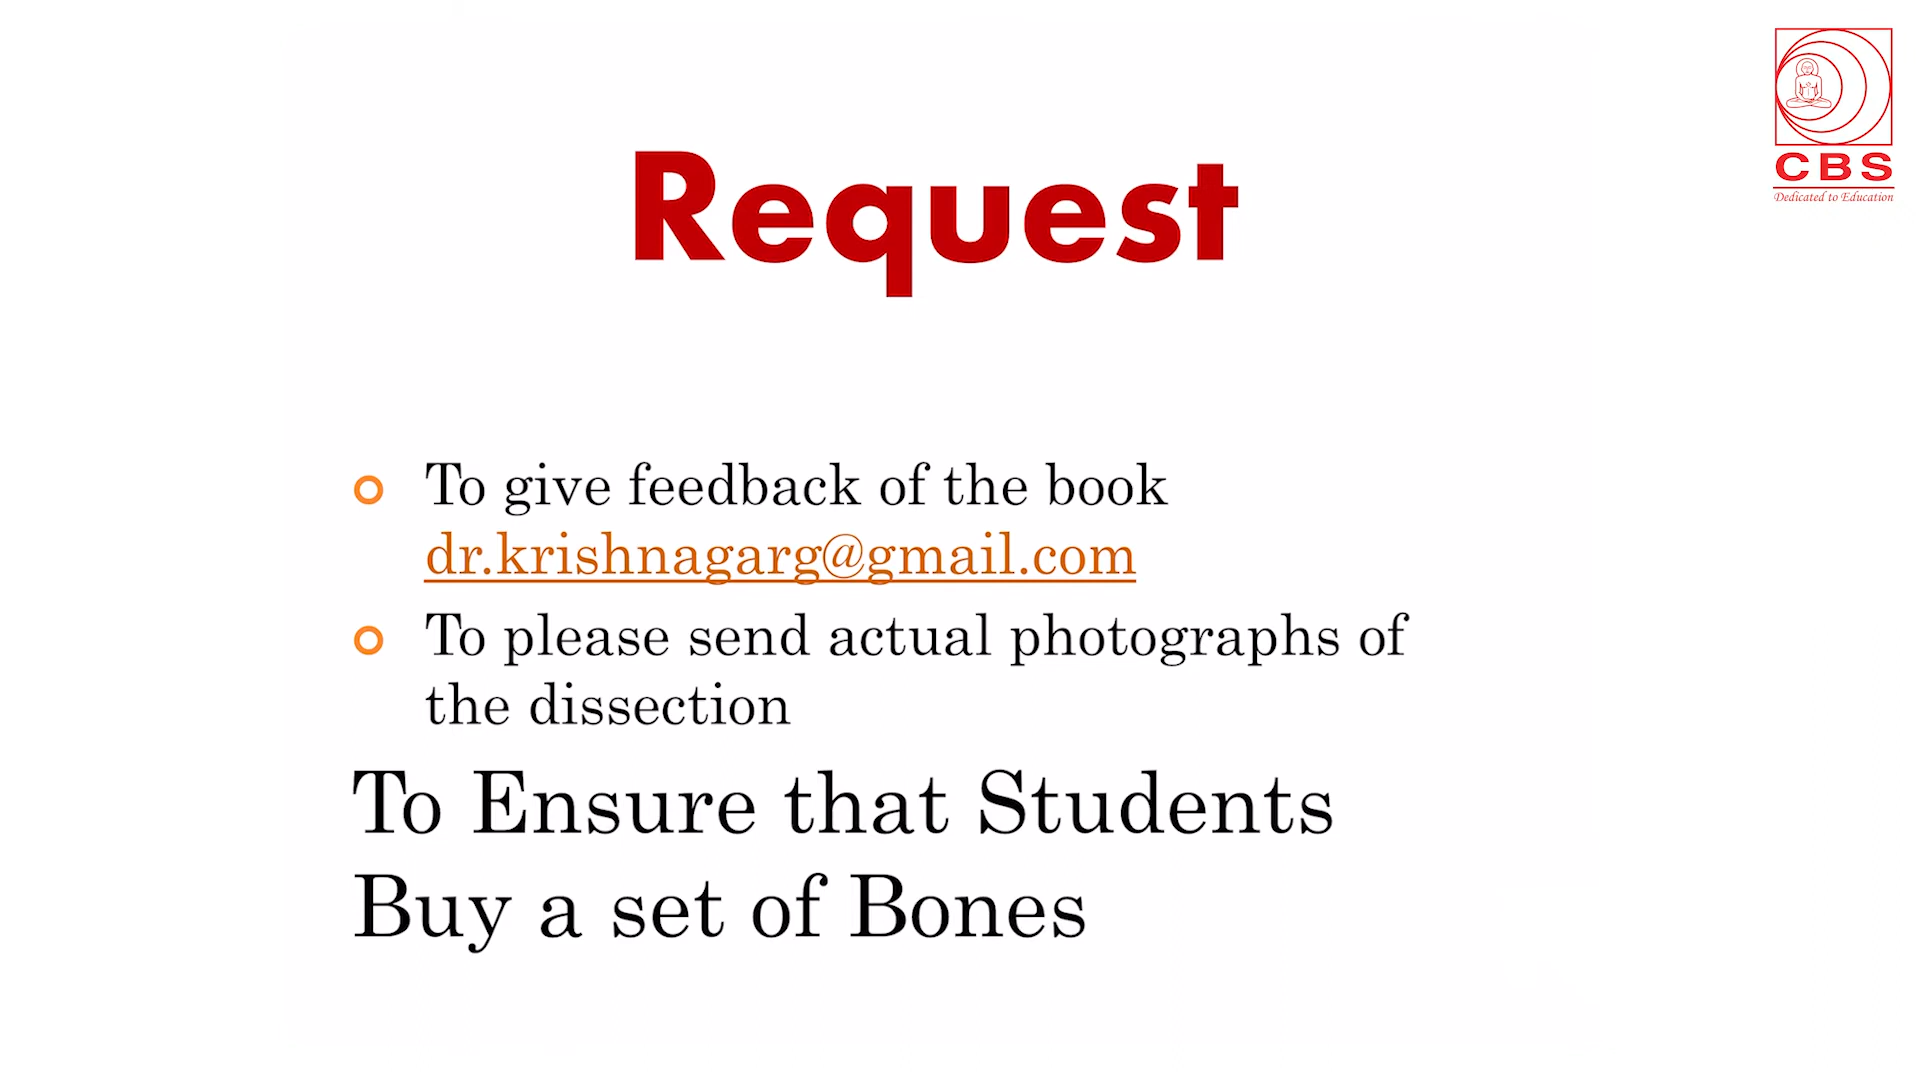 CBS
Dedicated to Education
Request
To give feedback of the book
dr.krishnagarg@gmail.com
To please send actual photographs of
the dissection
To Ensure that Students
Buy a set of Bones